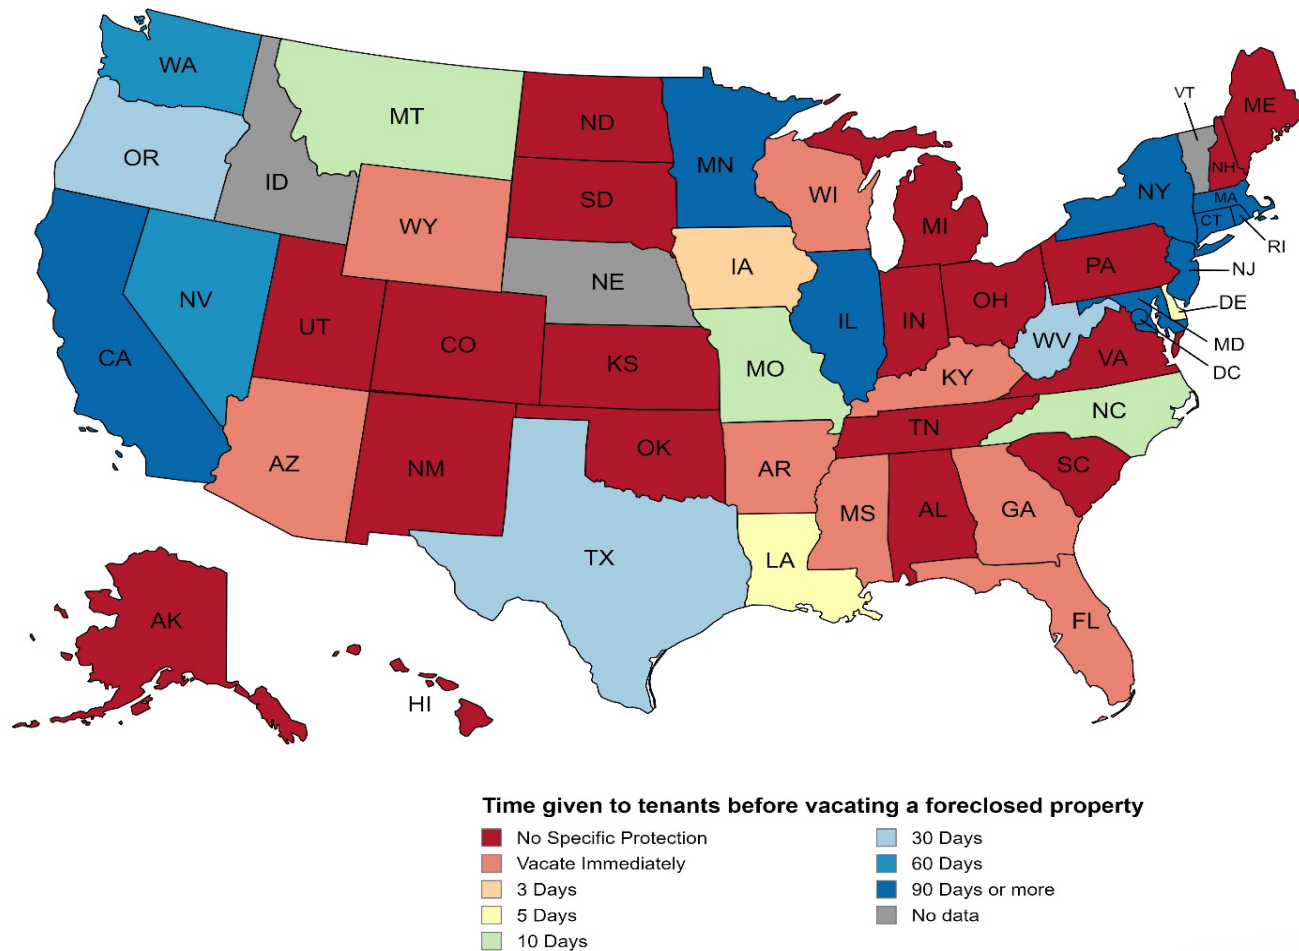 WA
MT
ND
MN
VT
ME
OR
ID
SD
WI
NY
NH
MA
CT
RI
WY
MI
IA
PA
NJ
NV
NE
OH
DE
UT
CO
IL
IN
WV
MD
CA
KS
MO
VA
DC
KY
NC
AZ
NM
OK
TN
AR
SC
MS
AL
GA
TX
LA
AK
FL
HI
Time given to tenants before vacating a foreclosed property
No Specific Protection
Vacate Immediately
3 Days
5 Days
10 Days
30 Days
60 Days
90 Days or more
No data